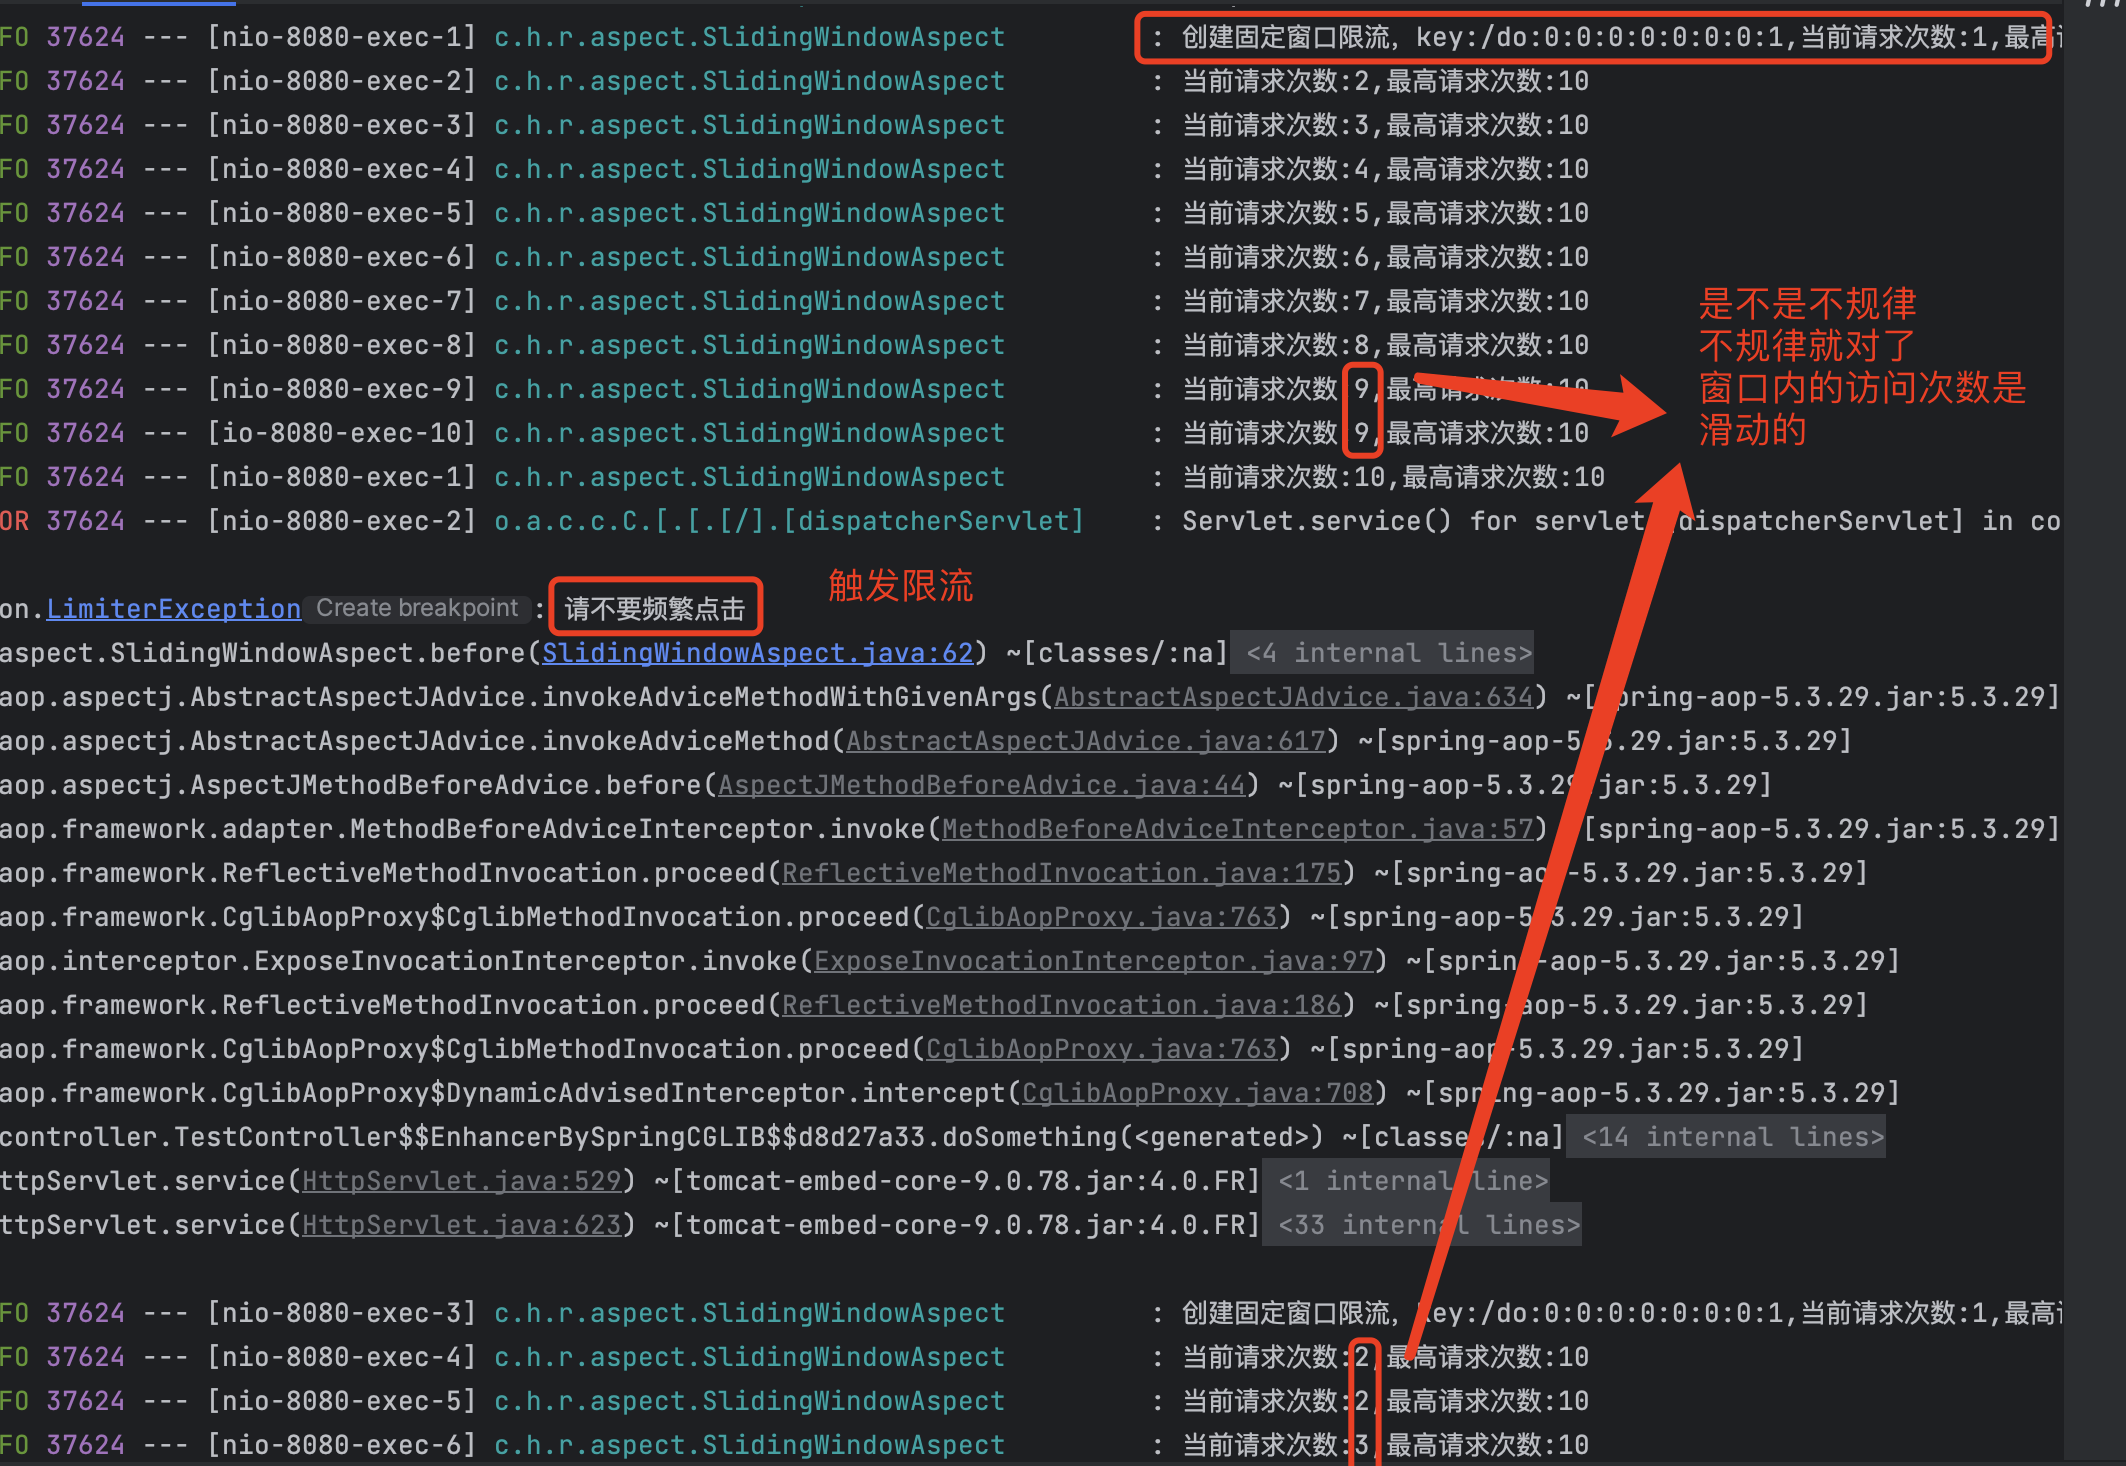 FO 37624 --- [nio-8080-exec-1] c.h.r.aspect.SlidingWindowAspect : 创建固定窗口限流，key:/do:0:0:0:0:0:0:0:1,当前请求次数:1,最高
FO 37624 --- [nio-8080-exec-2] c.h.r.aspect.SlidingWindowAspect : 当前请求次数:2,最高请求次数:10
FO 37624 --- [nio-8080-exec-3] c.h.r.aspect.SlidingWindowAspect : 当前请求次数:3,最高请求次数:10
FO 37624 --- [nio-8080-exec-4] c.h.r.aspect.SlidingWindowAspect : 当前请求次数:4,最高请求次数:10
FO 37624 --- [nio-8080-exec-5] c.h.r.aspect.SlidingWindowAspect : 当前请求次数:5,最高请求次数:10
FO 37624 --- [nio-8080-exec-6] c.h.r.aspect.SlidingWindowAspect : 当前请求次数:6,最高请求次数:10
FO 37624 --- [nio-8080-exec-7] c.h.r.aspect.SlidingWindowAspect : 当前请求次数:7,最高请求次数:10
是不是不规律
FO 37624 --- [nio-8080-exec-8] c.h.r.aspect.SlidingWindowAspect : 当前请求次数:8,最高请求次数:10
不规律就对了
FO 37624 --- [nio-8080-exec-9] c.h.r.aspect.SlidingWindowAspect : 当前请求次数 9,最高请求次数:10
窗口内的访问次数是
FO 37624 --- [io-8080-exec-10] c.h.r.aspect.SlidingWindowAspect : 当前请求次数 9,最高请求次数:10
滑动的
FO 37624 --- [nio-8080-exec-1] c.h.r.aspect.SlidingWindowAspect : 当前请求次数:10,最高请求次数:10
OR 37624 --- [nio-8080-exec-2] o.a.c.c.C.[.[.[/].[dispatcherServlet] : Servlet.service() for servlet [dispatcherServlet] in co
触发限流
on.LimiterException Create breakpoint : 请不要频繁点击
aspect.SlidingWindowAspect.before(SlidingWindowAspect.java:62) ~[classes/:na] <4 internal lines>
aop.aspectj.AbstractAspectJAdvice.invokeAdviceMethodWithGivenArgs(AbstractAspectJAdvice.java:634) ~[spring-aop-5.3.29.jar:5.3.29]
aop.aspectj.AbstractAspectJAdvice.invokeAdviceMethod(AbstractAspectJAdvice.java:617) ~[spring-aop-5.3.29.jar:5.3.29]
aop.aspectj.AspectJMethodBeforeAdvice.before(AspectJMethodBeforeAdvice.java:44) ~[spring-aop-5.3.29.jar:5.3.29]
aop.framework.adapter.MethodBeforeAdviceInterceptor.invoke(MethodBeforeAdviceInterceptor.java:57) ~[spring-aop-5.3.29.jar:5.3.29]
aop.framework.ReflectiveMethodInvocation.proceed(ReflectiveMethodInvocation.java:175) ~[spring-aop-5.3.29.jar:5.3.29]
aop.framework.CglibAopProxy$CglibMethodInvocation.proceed(CglibAopProxy.java:763) ~[spring-aop-5.3.29.jar:5.3.29]
aop.interceptor.ExposeInvocationInterceptor.invoke(ExposeInvocationInterceptor.java:97) ~[spring-aop-5.3.29.jar:5.3.29]
aop.framework.ReflectiveMethodInvocation.proceed(ReflectiveMethodInvocation.java:186) ~[spring-aop-5.3.29.jar:5.3.29]
aop.framework.CglibAopProxy$CglibMethodInvocation.proceed(CglibAopProxy.java:763) ~[spring-aop-5.3.29.jar:5.3.29]
aop.framework.CglibAopProxy$DynamicAdvisedInterceptor.intercept(CglibAopProxy.java:708) ~[spring-aop-5.3.29.jar:5.3.29]
controller.TestController$$EnhancerBySpringCGLIB$$d8d27a33.doSomething(<generated>) ~[classes/:na] <14 internal lines>
ttpServlet.service(HttpServlet.java:529) ~[tomcat-embed-core-9.0.78.jar:4.0.FR] <1 internal line>
ttpServlet.service(HttpServlet.java:623) ~[tomcat-embed-core-9.0.78.jar:4.0.FR] <33 internal lines>
FO 37624 --- [nio-8080-exec-3] c.h.r.aspect.SlidingWindowAspect : 创建固定窗口限流，key:/do:0:0:0:0:0:0:0:1,当前请求次数:1,最高
FO 37624 --- [nio-8080-exec-4] c.h.r.aspect.SlidingWindowAspect : 当前请求次数:2,最高请求次数:10
FO 37624 --- [nio-8080-exec-5] c.h.r.aspect.SlidingWindowAspect : 当前请求次数:2,最高请求次数:10
FO 37624 --- [nio-8080-exec-6] c.h.r.aspect.SlidingWindowAspect : 当前请求次数:3,最高请求次数:10